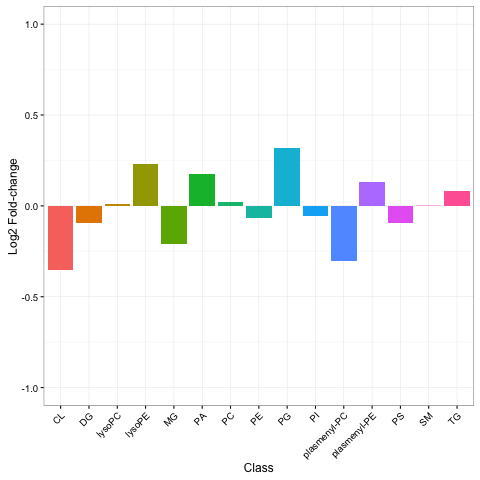 Log2 Fold-change
1.0
0.5
0.0
-0.5
-1.0
CL
DG
lysoPC
lysoPE
MG
PA
PC
PE
PG
PI
plasmenyl-PC
plasmenyl-PE
PS
SM
TG
Class